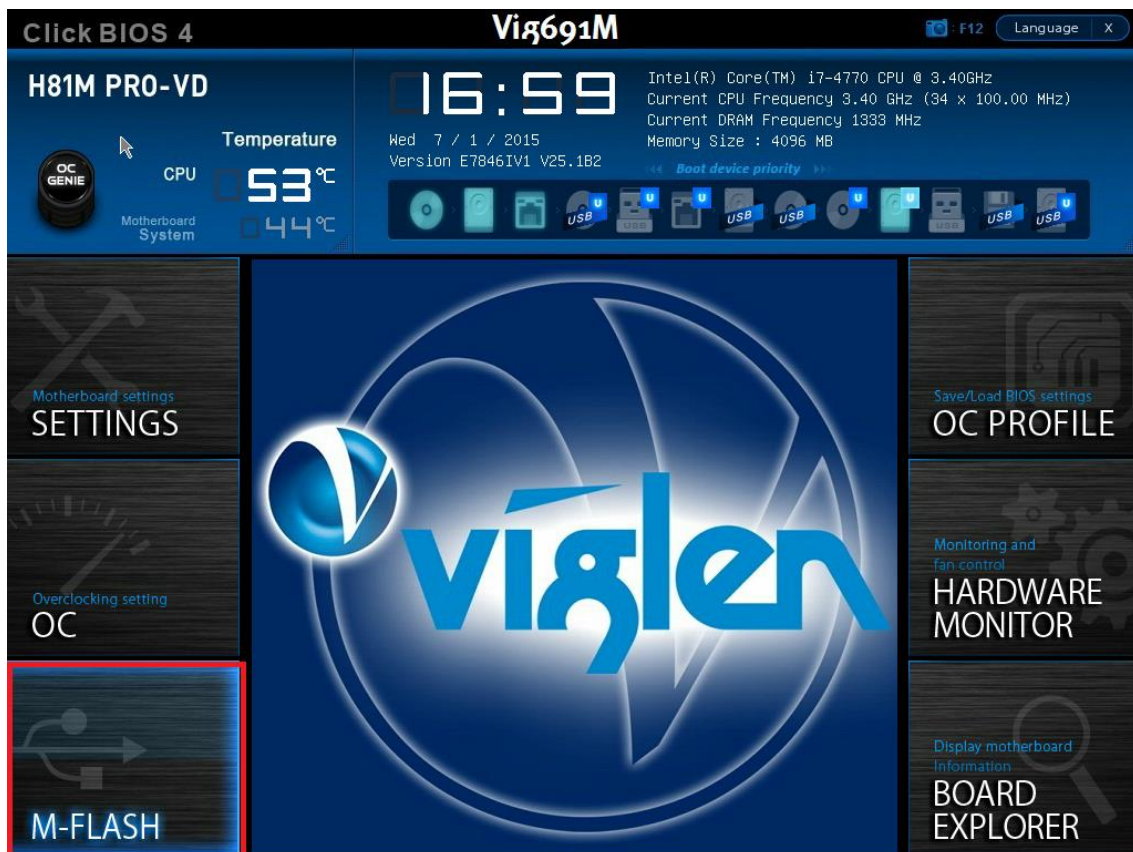 Click BIOS 4
Vig691M
: F12
Language
X
H81M PRO-VD
OC
GENIE
Temperature
CPU
53°C
Motherboard
System
44°C
16:59
Wed 7 / 1 / 2015
Version E7846IV1 V25.1B2
Intel(R) Core(TM) i7-4770 CPU @ 3.40GHz
Current CPU Frequency 3.40 GHz (34 x 100.00 MHz)
Current DRAM Frequency 1333 MHz
Memory Size : 4096 MB
Boot device priority
U
USB
U
USB
U
USB
USB
U
U
USB
USB
U
USB
Motherboard settings
SETTINGS
Overclocking setting
OC
M-FLASH
viglen
Save/Load BIOS settings
OC PROFILE
Monitoring and
fan control
HARDWARE
MONITOR
Display motherboard
Information
BOARD
EXPLORER